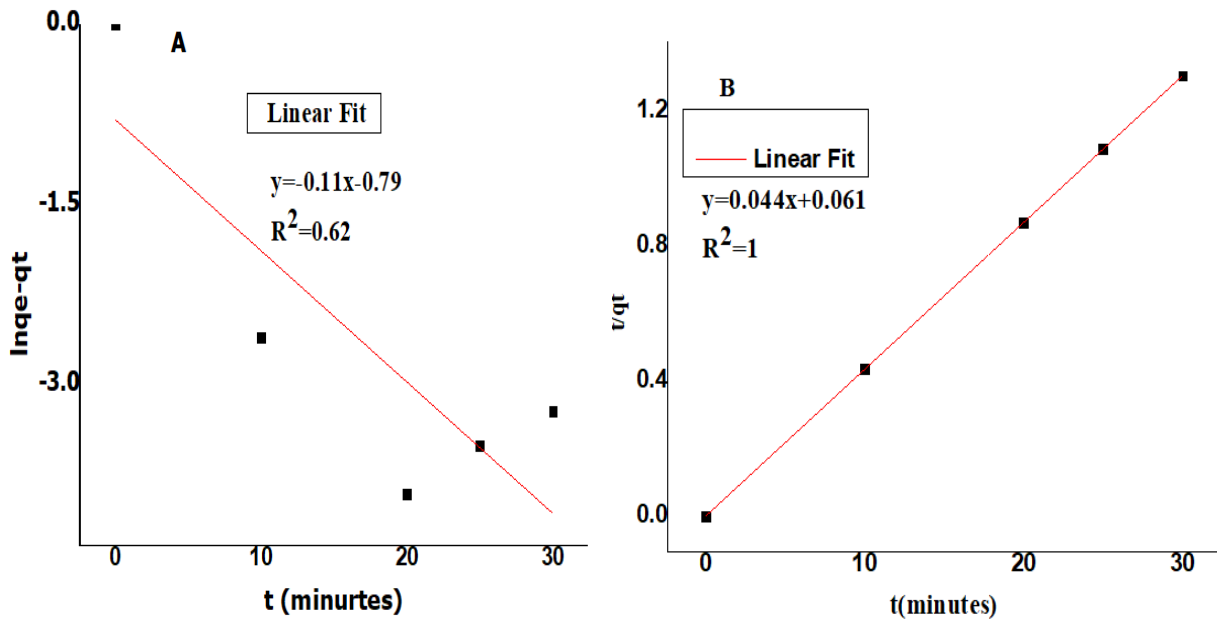 A
0.0
-1.5
-3.0
lnqe-qt
Linear Fit
y=-0.11x-0.79
R²=0.62
0
10
20
30
t (minurtes)
B
1.2
0.8
0.4
0.0
t/qt
Linear Fit
y=0.044x+0.061
R²=1
0
10
20
30
t(minutes)